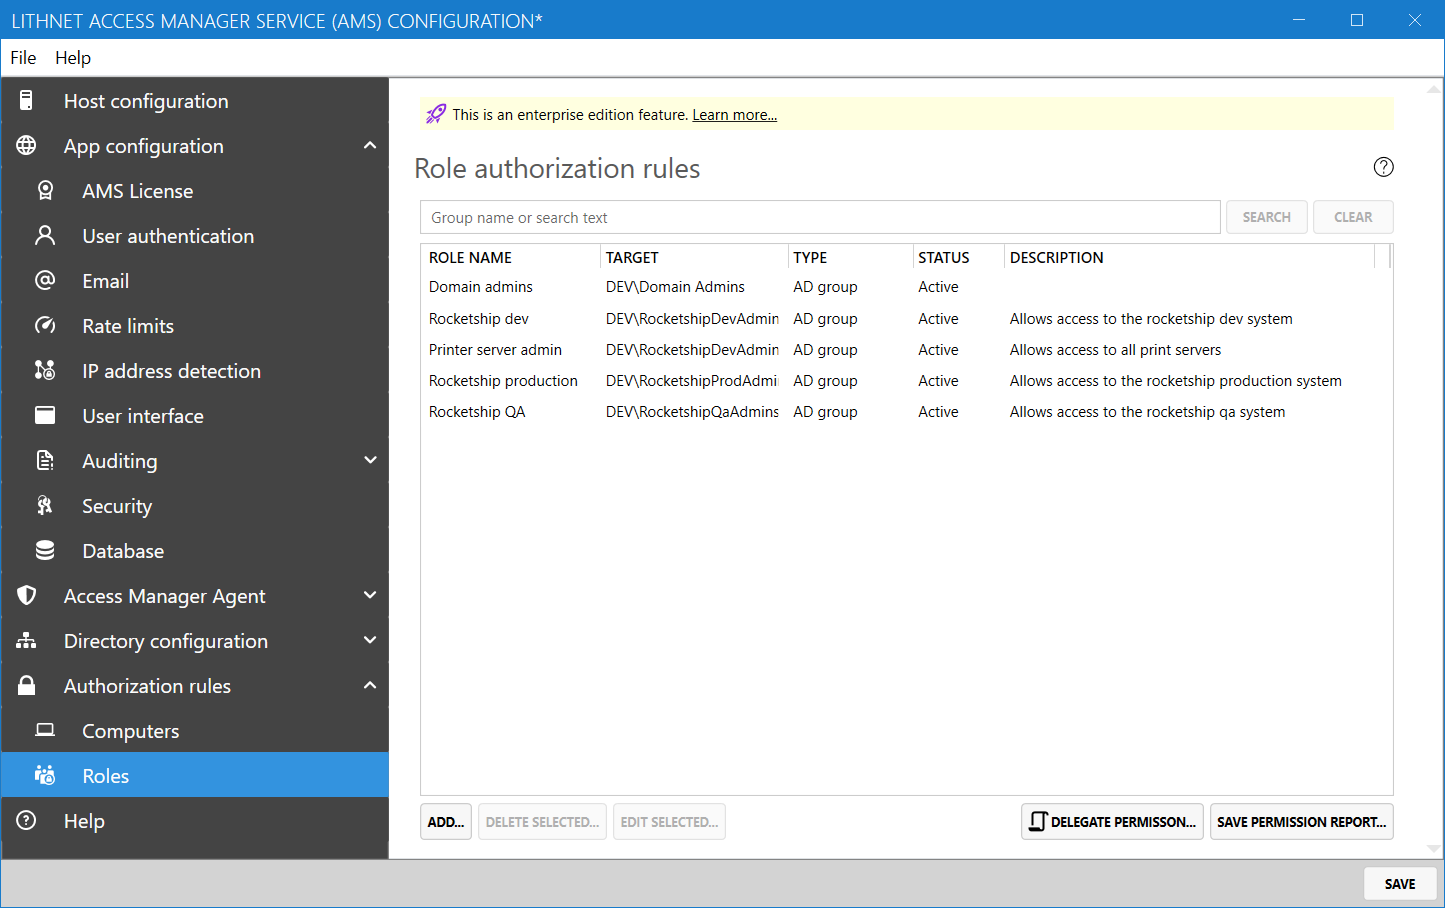 LITHNET ACCESS MANAGER SERVICE (AMS) CONFIGURATION*
File Help
Host configuration
App configuration
AMS License
User authentication
Email
Rate limits
IP address detection
User interface
Auditing
Security
Database
Access Manager Agent
Directory configuration
Authorization rules
Computers
Roles
Help
This is an enterprise edition feature. Learn more...
Role authorization rules
Group name or search text SEARCH CLEAR
ROLE NAME TARGET TYPE STATUS DESCRIPTION
Domain admins DEV\Domain Admins AD group Active
Rocketship dev DEV\RocketshipDevAdmin AD group Active Allows access to the rocketship dev system
Printer server admin DEV\RocketshipDevAdmin AD group Active Allows access to all print servers
Rocketship production DEV\RocketshipProdAdmi AD group Active Allows access to the rocketship production system
Rocketship QA DEV\RocketshipQaAdmins AD group Active Allows access to the rocketship qa system
ADD... DELETE SELECTED... EDIT SELECTED... DELEGATE PERMISSON... SAVE PERMISSION REPORT...
SAVE